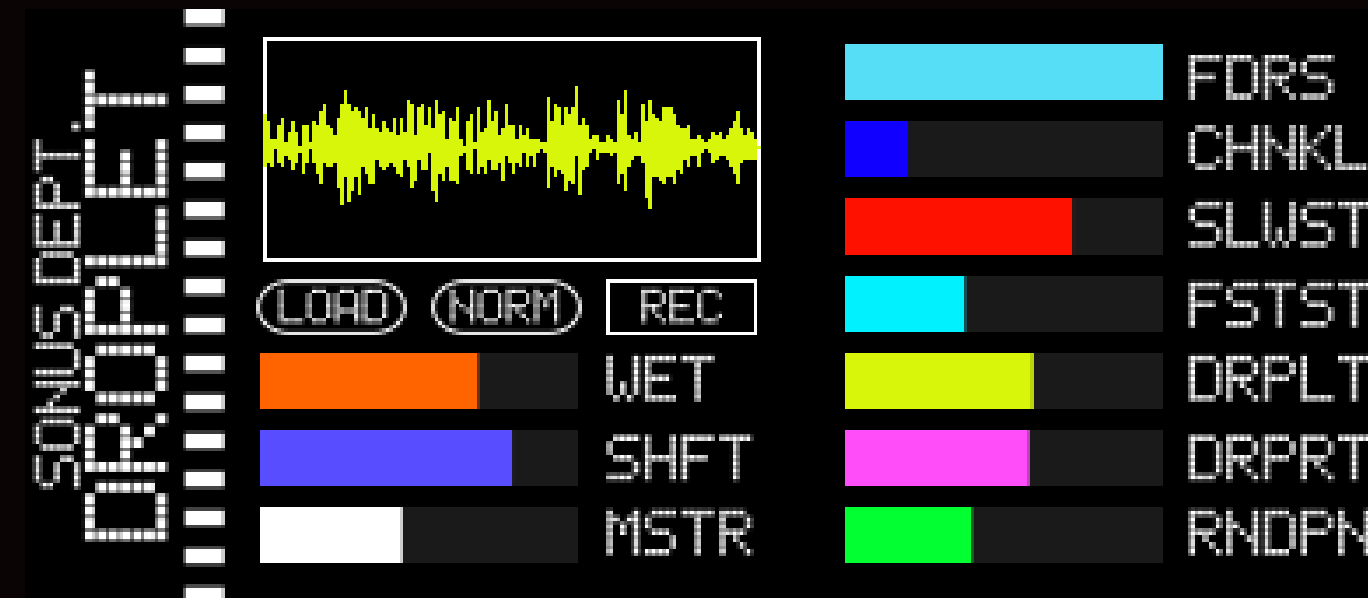 SONUS DEPT.
DROPLET
LOAD
NORM
REC
WET
SHFT
MSTR
FDRS
CHNKL
SLWST
FSTST
DRPLT
DRPRT
RNDPN